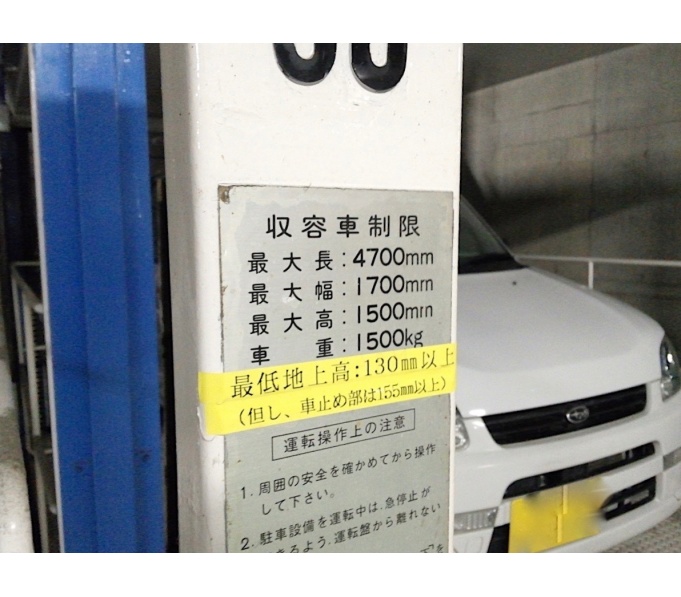 収容車制限
最大長：4700mm
最大幅：1700mm
最大高：1500mm
車重：1500kg
最低地上高：130mm以上
（但し、車止め部は155mm以上）
運転操作上の注意
1. 周囲の安全を確かめてから操作
して下さい。
2. 駐車設備を運転中は、急停止が
きるよう、運転盤から離れない